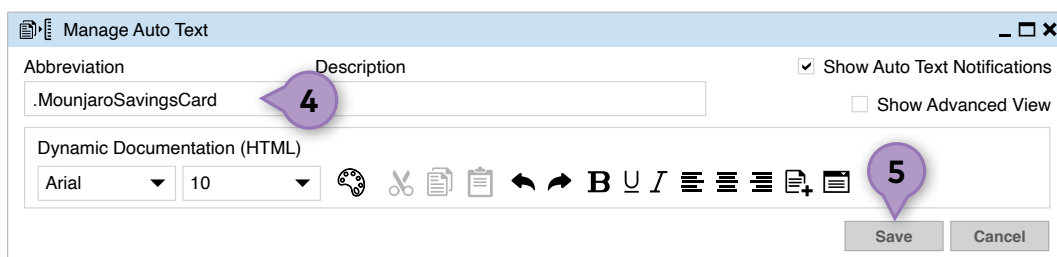 Manage Auto Text
Abbreviation Description Show Auto Text Notifications
.MounjaroSavingsCard 4 Show Advanced View
Dynamic Documentation (HTML)
Arial 10 B U I 5
Save Cancel